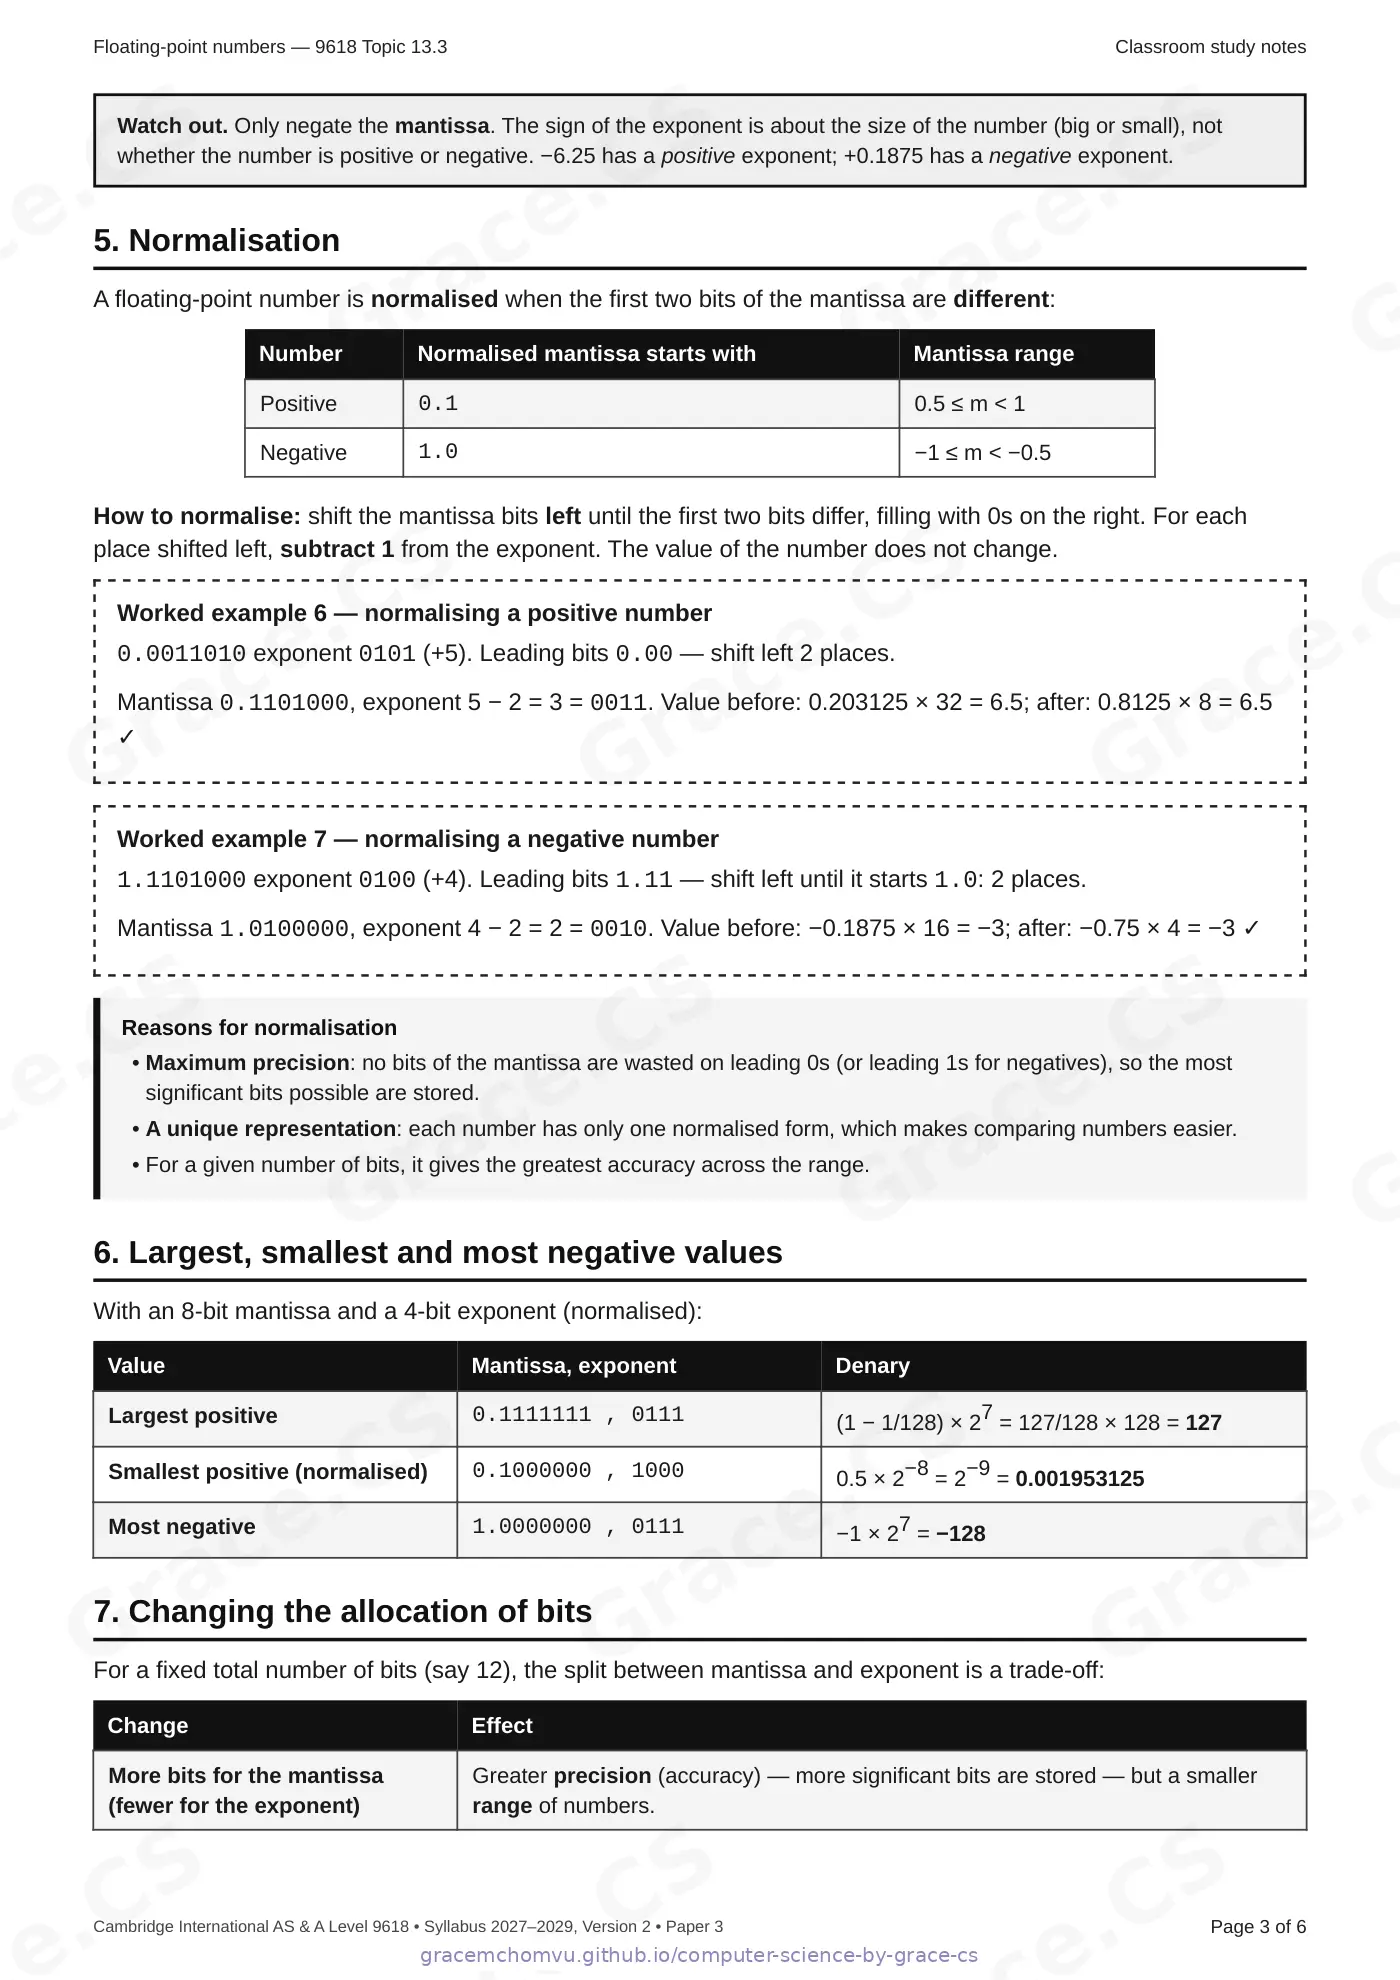 Floating-point numbers — 9618 Topic 13.3
Classroom study notes
Watch out. Only negate the mantissa. The sign of the exponent is about the size of the number (big or small), not
whether the number is positive or negative. −6.25 has a positive exponent; +0.1875 has a negative exponent.
5. Normalisation
A floating-point number is normalised when the first two bits of the mantissa are different:
Number Normalised mantissa starts with Mantissa range
Positive 0.1 0.5 ≤ m < 1
Negative 1.0 −1 ≤ m < −0.5
How to normalise: shift the mantissa bits left until the first two bits differ, filling with 0s on the right. For each
place shifted left, subtract 1 from the exponent. The value of the number does not change.
Worked example 6 — normalising a positive number
0.0011010 exponent 0101 (+5). Leading bits 0.00 — shift left 2 places.
Mantissa 0.1101000, exponent 5 − 2 = 3 = 0011. Value before: 0.203125 × 32 = 6.5; after: 0.8125 × 8 = 6.5
✓
Worked example 7 — normalising a negative number
1.1101000 exponent 0100 (+4). Leading bits 1.11 — shift left until it starts 1.0: 2 places.
Mantissa 1.0100000, exponent 4 − 2 = 2 = 0010. Value before: −0.1875 × 16 = −3; after: −0.75 × 4 = −3 ✓
Reasons for normalisation
• Maximum precision: no bits of the mantissa are wasted on leading 0s (or leading 1s for negatives), so the most
significant bits possible are stored.
• A unique representation: each number has only one normalised form, which makes comparing numbers easier.
• For a given number of bits, it gives the greatest accuracy across the range.
6. Largest, smallest and most negative values
With an 8-bit mantissa and a 4-bit exponent (normalised):
Value Mantissa, exponent Denary
Largest positive 0.1111111 , 0111 (1 − 1/128) × 2⁷ = 127/128 × 128 = 127
Smallest positive (normalised) 0.1000000 , 1000 0.5 × 2⁻⁸ = 2⁻⁹ = 0.001953125
Most negative 1.0000000 , 0111 −1 × 2⁷ = −128
7. Changing the allocation of bits
For a fixed total number of bits (say 12), the split between mantissa and exponent is a trade-off:
Change Effect
More bits for the mantissa
(fewer for the exponent)
Greater precision (accuracy) — more significant bits are stored — but a smaller
range of numbers.
Cambridge International AS & A Level 9618 • Syllabus 2027–2029, Version 2 • Paper 3
Page 3 of 6
gracemchomvu.github.io/computer-science-by-grace-cs
Grace.CS